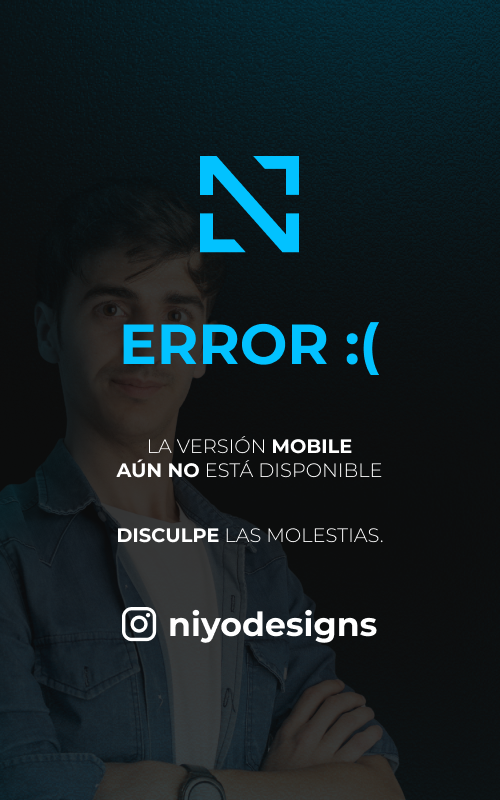 ERROR :(
LA VERSIÓN MOBILE
AÚN NO ESTÁ DISPONIBLE
DISCULPE LAS MOLESTIAS.
niyodesigns